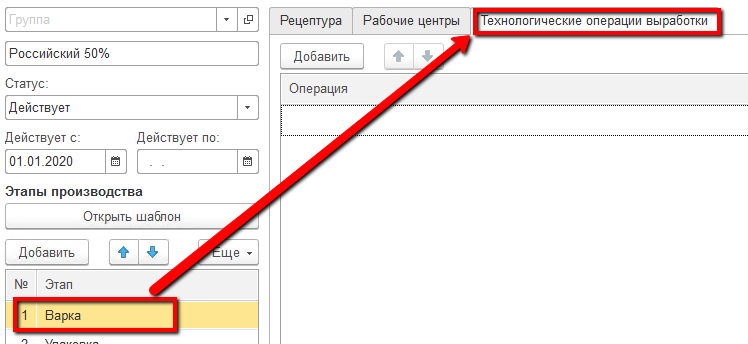 Группа
Российский 50%
Статус:
Действует
Действует с: Действует по:
01.01.2020 . .
Этапы производства
Открыть шаблон
Добавить Еще
№ Этап
1 Варка
2 Упаковка
Рецептура Рабочие центры Технологические операции выработки
Добавить
Операция